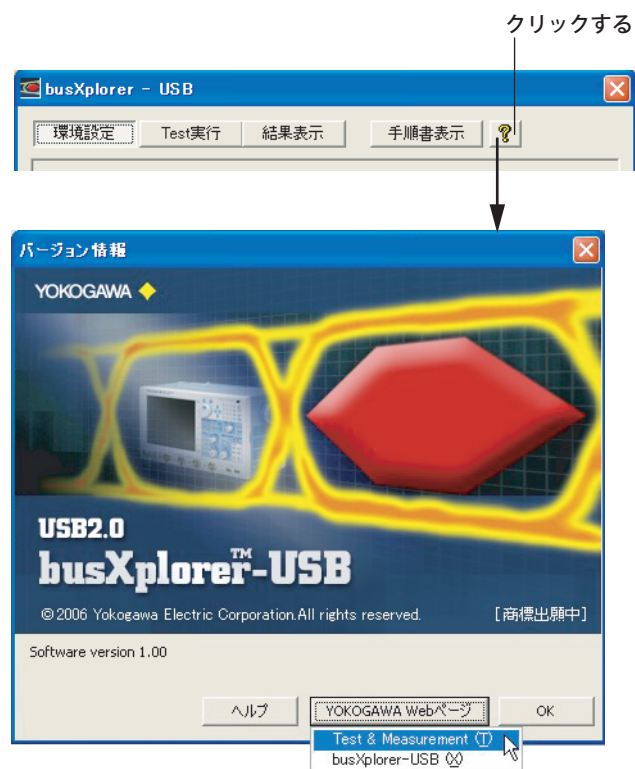 クリックする
busXplorer - USB
環境設定 Test実行 結果表示 手順書表示 ?
バージョン情報
YOKOGAWA
USB2.0
busXplorer™-USB
©2006 Yokogawa Electric Corporation.All rights reserved. [商標出願中]
Software version 1.00
ヘルプ YOKOGAWA Webページ OK
Test & Measurement (T)
busXplorer-USB (X)